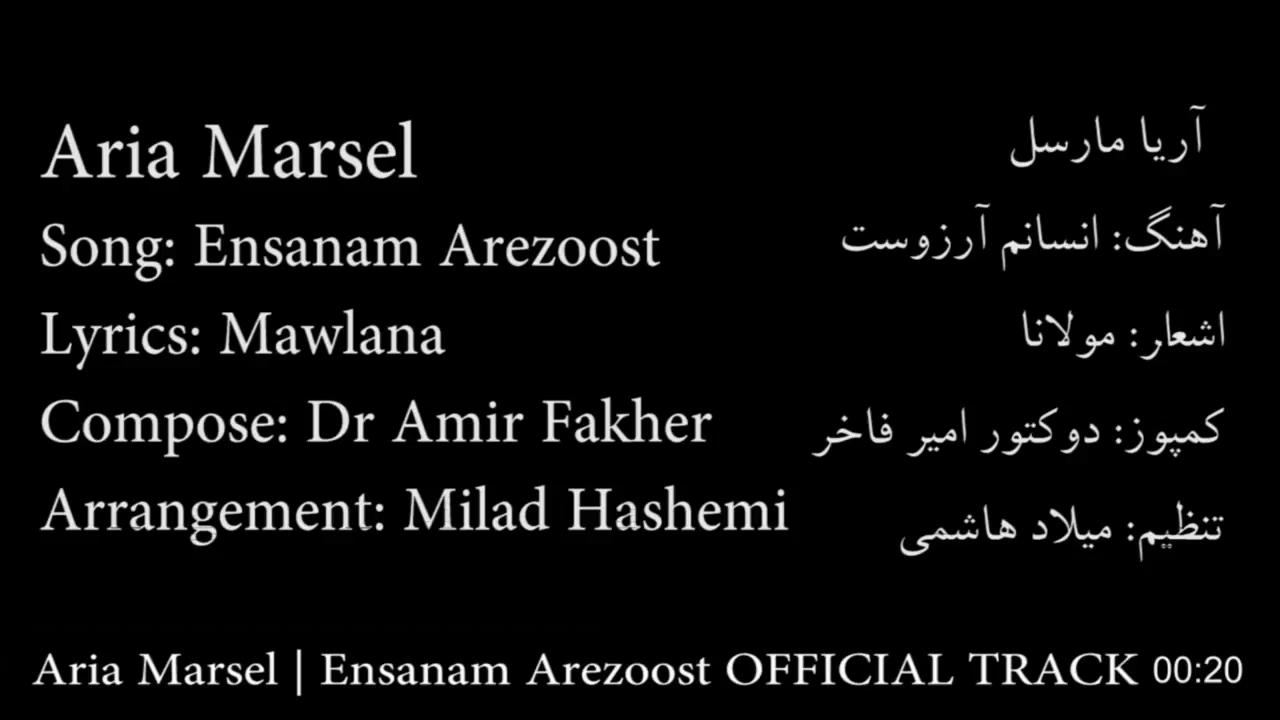 Aria Marsel
آریا مارسل
Song: Ensanam Arezoost
آهنگ: انسانم آرزوست
Lyrics: Mawlana
اشعار: مولانا
Compose: Dr Amir Fakher
کمپوز: دوکتور امیر فاخر
Arrangement: Milad Hashemi
تنظیم: میلاد هاشمی
Aria Marsel | Ensanam Arezoost OFFICIAL TRACK 00:20